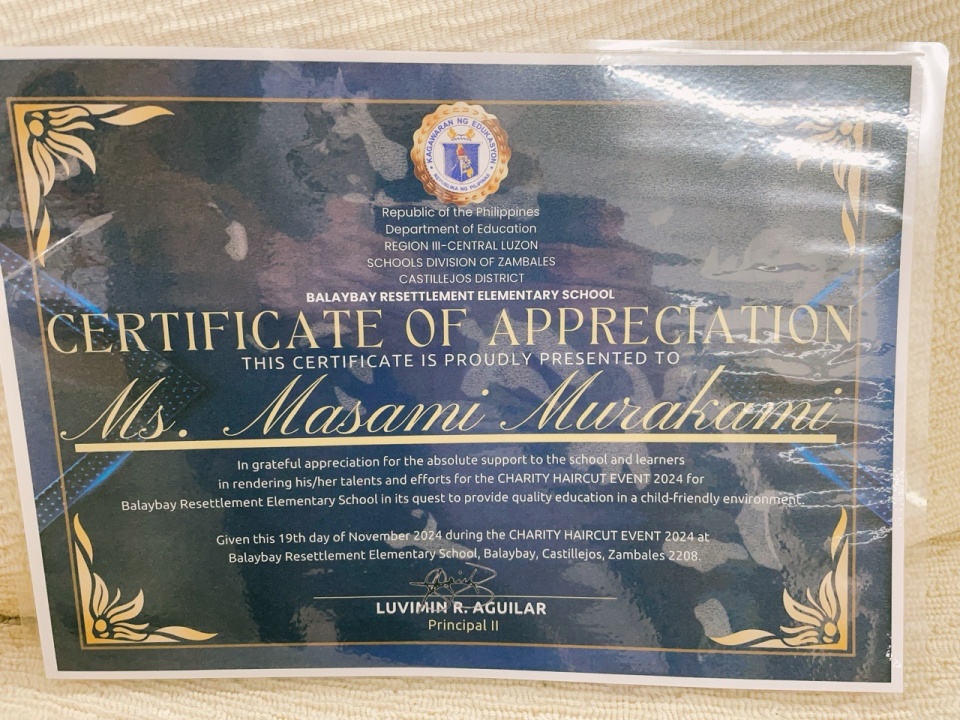 KAGAWARAN NG EDUKASYON
REPUBLIKA NG PILIPINAS
Republic of the Philippines
Department of Education
REGION III-CENTRAL LUZON
SCHOOLS DIVISION OF ZAMBALES
CASTILLEJOS DISTRICT
BALAYBAY RESETTLEMENT ELEMENTARY SCHOOL
CERTIFICATE OF APPRECIATION
THIS CERTIFICATE IS PROUDLY PRESENTED TO
Ms. Masami Murakami
In grateful appreciation for the absolute support to the school and learners
in rendering his/her talents and efforts for the CHARITY HAIRCUT EVENT 2024 for
Balaybay Resettlement Elementary School in its quest to provide quality education in a child-friendly environment.
Given this 19th day of November 2024 during the CHARITY HAIRCUT EVENT 2024 at
Balaybay Resettlement Elementary School, Balaybay, Castillejos, Zambales 2208.
LUVIMIN R. AGUILAR
Principal II